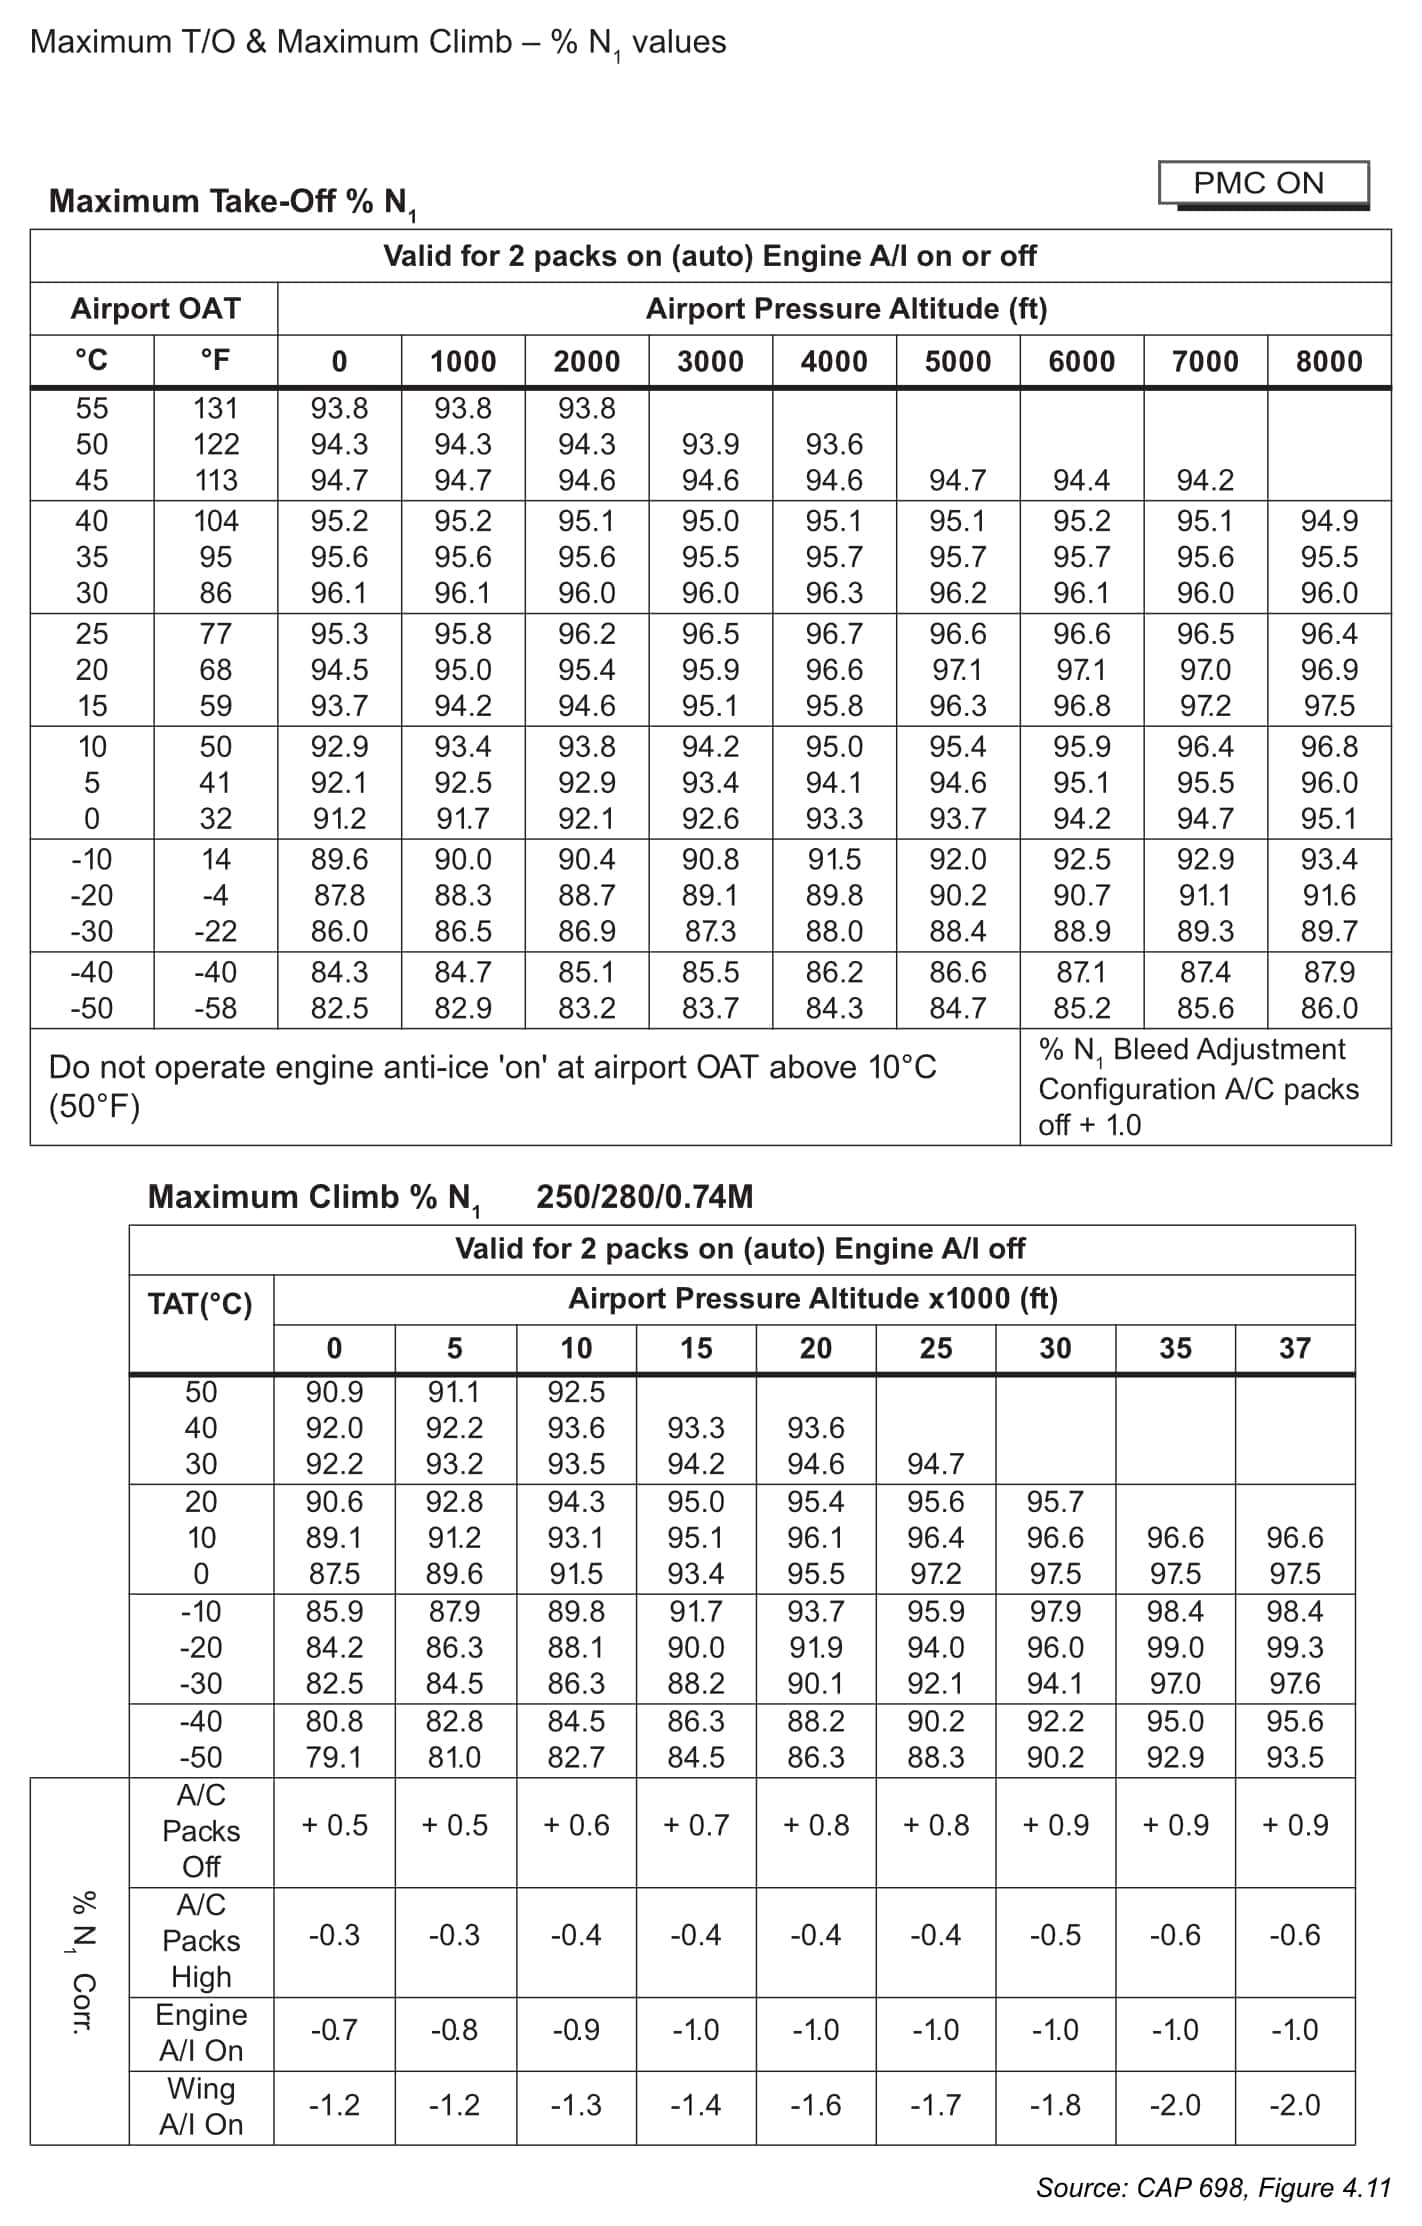 Maximum T/O & Maximum Climb – % N1 values
PMC ON
Maximum Take-Off % N1
Valid for 2 packs on (auto) Engine A/I on or off
Airport OAT Airport Pressure Altitude (ft)
°C °F 0 1000 2000 3000 4000 5000 6000 7000 8000
55 131 93.8 93.8 93.8
50 122 94.3 94.3 94.3 93.9 93.6
45 113 94.7 94.7 94.6 94.6 94.6 94.7 94.4 94.2
40 104 95.2 95.2 95.1 95.0 95.1 95.1 95.2 95.1 94.9
35 95 95.6 95.6 95.6 95.5 95.7 95.7 95.7 95.6 95.5
30 86 96.1 96.1 96.0 96.0 96.3 96.2 96.1 96.0 96.0
25 77 95.3 95.8 96.2 96.5 96.7 96.6 96.6 96.5 96.4
20 68 94.5 95.0 95.4 95.9 96.6 97.1 97.1 97.0 96.9
15 59 93.7 94.2 94.6 95.1 95.8 96.3 96.8 97.2 97.5
10 50 92.9 93.4 93.8 94.2 95.0 95.4 95.9 96.4 96.8
5 41 92.1 92.5 92.9 93.4 94.1 94.6 95.1 95.5 96.0
0 32 91.2 91.7 92.1 92.6 93.3 93.7 94.2 94.7 95.1
-10 14 89.6 90.0 90.4 90.8 91.5 92.0 92.5 92.9 93.4
-20 -4 87.8 88.3 88.7 89.1 89.8 90.2 90.7 91.1 91.6
-30 -22 86.0 86.5 86.9 87.3 88.0 88.4 88.9 89.3 89.7
-40 -40 84.3 84.7 85.1 85.5 86.2 86.6 87.1 87.4 87.9
-50 -58 82.5 82.9 83.2 83.7 84.3 84.7 85.2 85.6 86.0
Do not operate engine anti-ice 'on' at airport OAT above 10°C
(50°F)
% N1 Bleed Adjustment
Configuration A/C packs
off + 1.0
Maximum Climb % N1 250/280/0.74M
Valid for 2 packs on (auto) Engine A/I off
TAT(°C) Airport Pressure Altitude x1000 (ft)
0 5 10 15 20 25 30 35 37
50 90.9 91.1 92.5
40 92.0 92.2 93.6 93.3 93.6
30 92.2 93.2 93.5 94.2 94.6 94.7
20 90.6 92.8 94.3 95.0 95.4 95.6 95.7
10 89.1 91.2 93.1 95.1 96.1 96.4 96.6 96.6 96.6
0 87.5 89.6 91.5 93.4 95.5 97.2 97.5 97.5 97.5
-10 85.9 87.9 89.8 91.7 93.7 95.9 97.9 98.4 98.4
-20 84.2 86.3 88.1 90.0 91.9 94.0 96.0 99.0 99.3
-30 82.5 84.5 86.3 88.2 90.1 92.1 94.1 97.0 97.6
-40 80.8 82.8 84.5 86.3 88.2 90.2 92.2 95.0 95.6
-50 79.1 81.0 82.7 84.5 86.3 88.3 90.2 92.9 93.5
% N1 Corr.
A/C
Packs
Off
+ 0.5 + 0.5 + 0.6 + 0.7 + 0.8 + 0.8 + 0.9 + 0.9 + 0.9
A/C
Packs
High
-0.3 -0.3 -0.4 -0.4 -0.4 -0.4 -0.5 -0.6 -0.6
Engine
A/I On
-0.7 -0.8 -0.9 -1.0 -1.0 -1.0 -1.0 -1.0 -1.0
Wing
A/I On
-1.2 -1.2 -1.3 -1.4 -1.6 -1.7 -1.8 -2.0 -2.0
Source: CAP 698, Figure 4.11